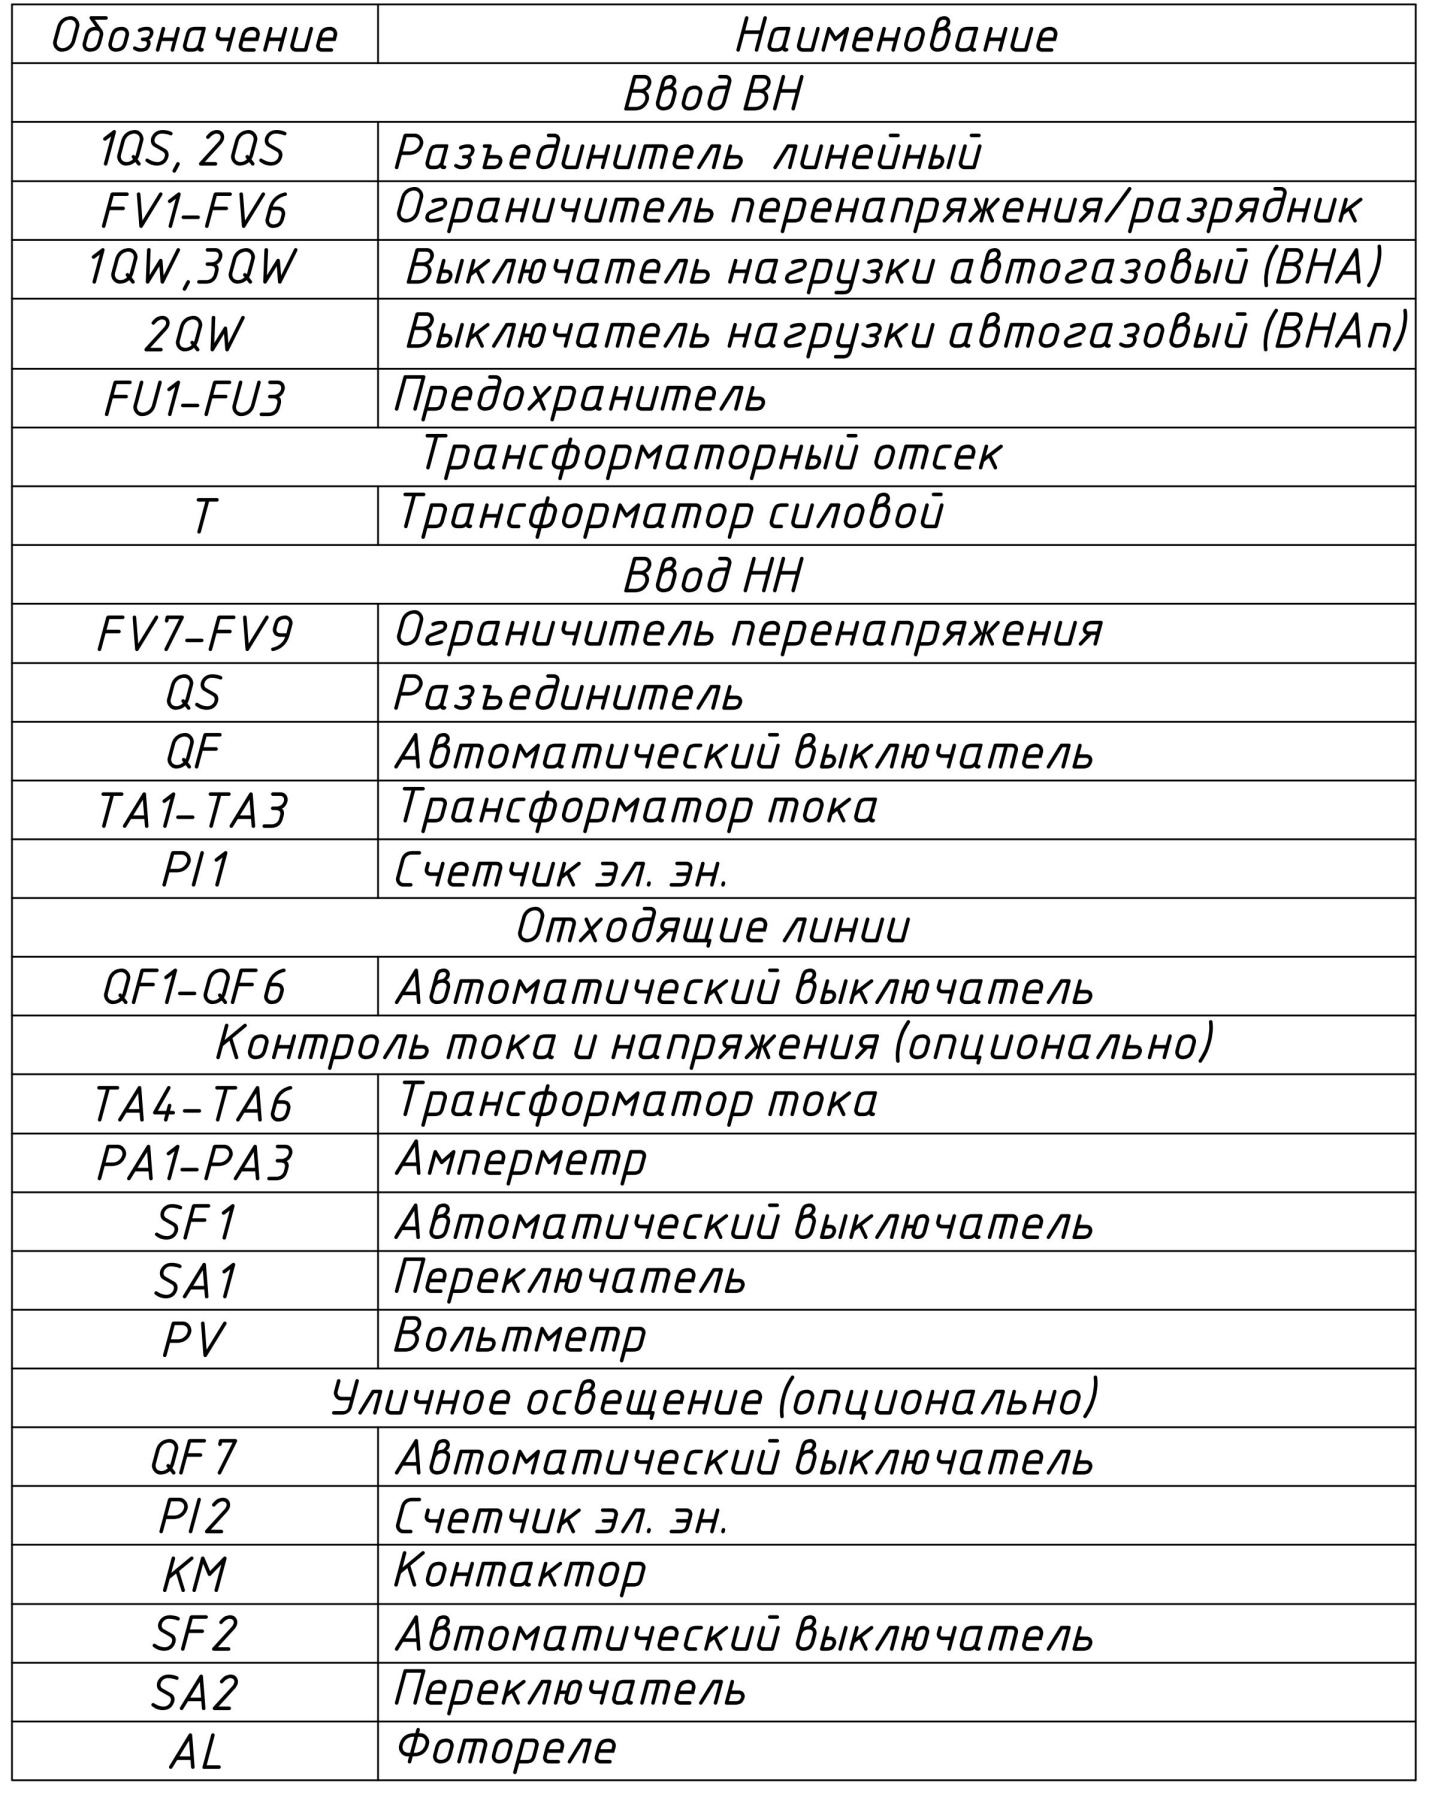 Обозначение Наименование
Ввод ВН
1QS, 2QS Разъединитель линейный
FV1-FV6 Ограничитель перенапряжения/разрядник
1QW,3QW Выключатель нагрузки автогазовый (ВНА)
2QW Выключатель нагрузки автогазовый (ВНАп)
FU1-FU3 Предохранитель
Трансформаторный отсек
T Трансформатор силовой
Ввод НН
FV7-FV9 Ограничитель перенапряжения
QS Разъединитель
QF Автоматический выключатель
TA1-TA3 Трансформатор тока
PI1 Счетчик эл. эн.
Отходящие линии
QF1-QF6 Автоматический выключатель
Контроль тока и напряжения (опционально)
TA4-TA6 Трансформатор тока
PA1-PA3 Амперметр
SF1 Автоматический выключатель
SA1 Переключатель
PV Вольтметр
Уличное освещение (опционально)
QF7 Автоматический выключатель
PI2 Счетчик эл. эн.
KM Контактор
SF2 Автоматический выключатель
SA2 Переключатель
AL Фотореле